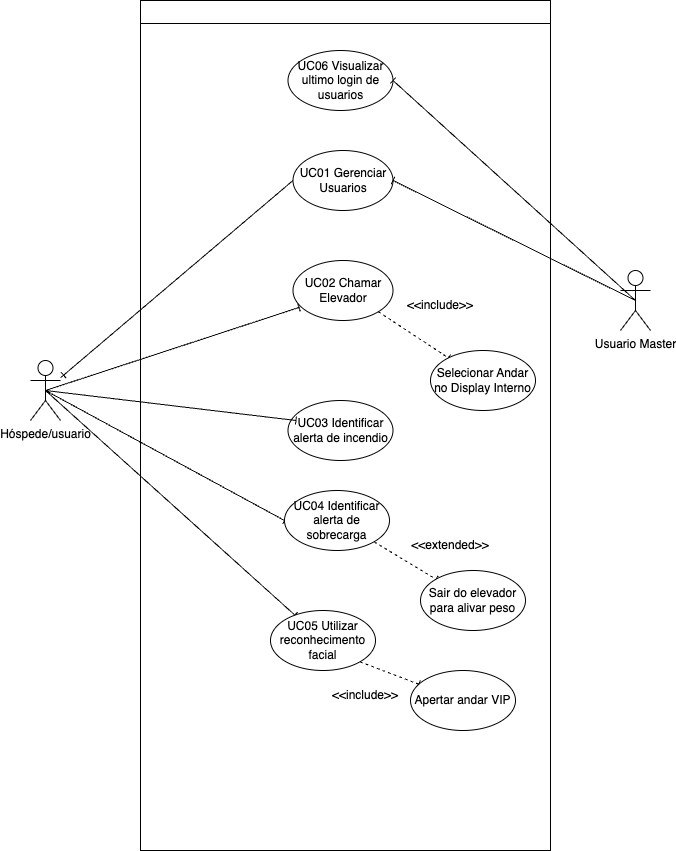 UC06 Visualizar
ultimo login de
usuarios
UC01 Gerenciar
Usuarios
UC02 Chamar
Elevador
<<include>>
Usuario Master
Selecionar Andar
no Display Interno
Hóspede/usuario
UC03 Identificar
alerta de incendio
UC04 Identificar
alerta de
sobrecarga
<<extended>>
Sair do elevador
para alivar peso
UC05 Utilizar
reconhecimento
facial
<<include>>
Apertar andar VIP